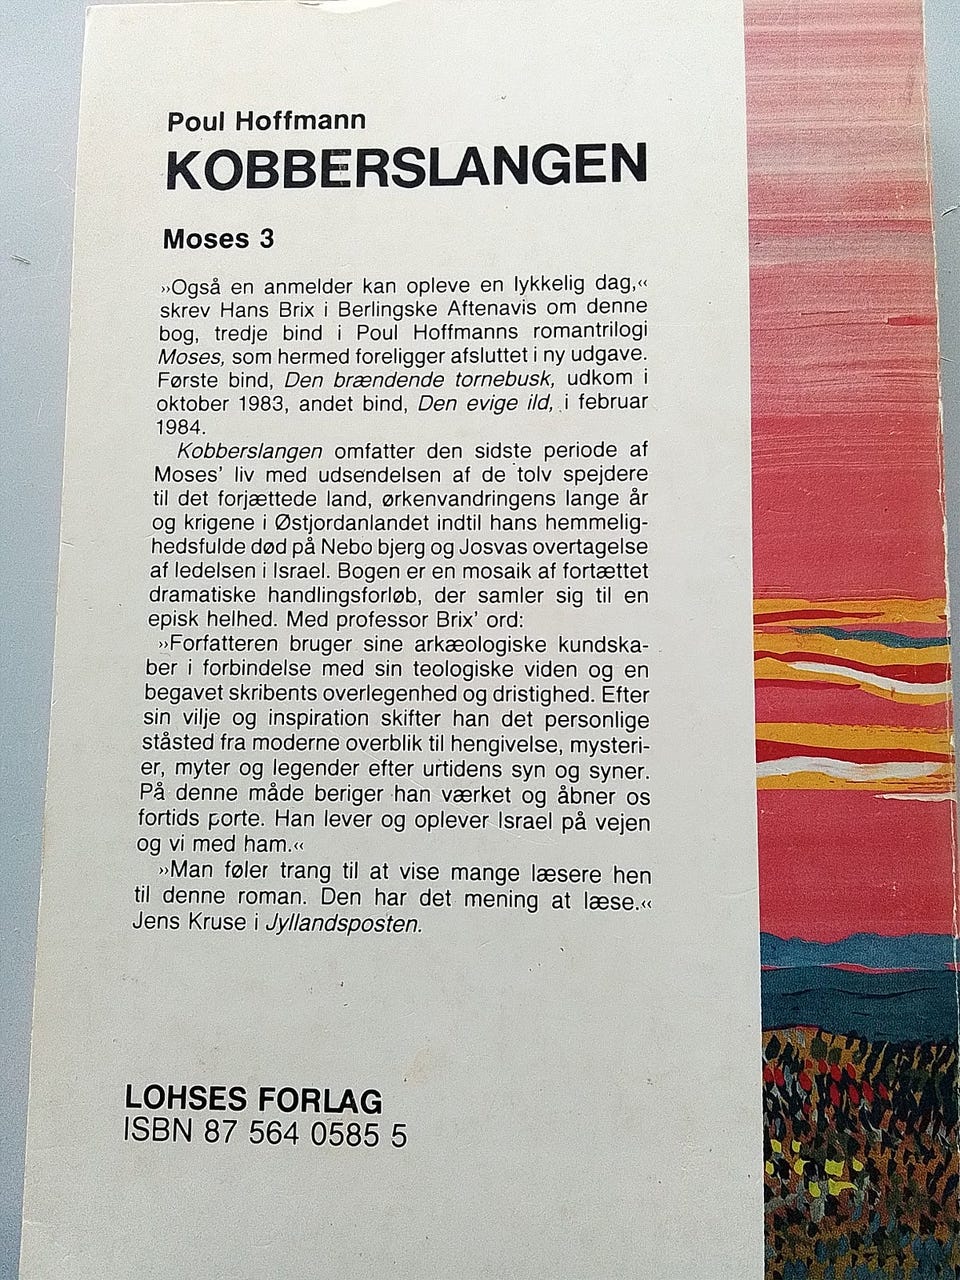 Poul Hoffmann
KOBBERSLANGEN
Moses 3
››Også en anmelder kan opleve en lykkelig dag,‹‹
skrev Hans Brix i Berlingske Aftenavis om denne
bog, tredje bind i Poul Hoffmanns romantrilogi
Moses, som hermed foreligger afsluttet i ny udgave.
Første bind, Den brændende tornebusk, udkom i
oktober 1983, andet bind, Den evige ild, i februar
1984.
Kobberslangen omfatter den sidste periode af
Moses’ liv med udsendelsen af de tolv spejdere
til det forjættede land, ørkenvandringens lange år
og krigene i Østjordanlandet indtil hans hemmelig-
hedsfulde død på Nebo bjerg og Josvas overtagelse
af ledelsen i Israel. Bogen er en mosaik af fortættet
dramatiske handlingsforløb, der samler sig til en
episk helhed. Med professor Brix’ ord:
››Forfatteren bruger sine arkæologiske kundska-
ber i forbindelse med sin teologiske viden og en
begavet skribents overlegenhed og dristighed. Efter
sin vilje og inspiration skifter han det personlige
ståsted fra moderne overblik til hengivelse, mysteri-
er, myter og legender efter urtidens syn og syner.
På denne måde beriger han værket og åbner os
fortids porte. Han lever og oplever Israel på vejen
og vi med ham.‹‹
››Man føler trang til at vise mange læsere hen
til denne roman. Den har det mening at læse.‹‹
Jens Kruse i Jyllandsposten.
LOHSES FORLAG
ISBN 87 564 0585 5